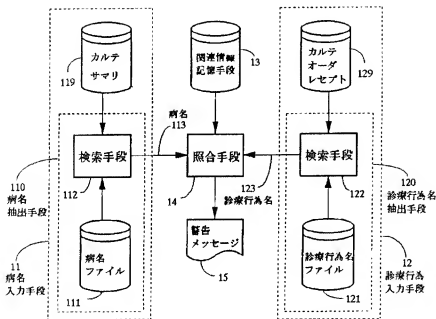 カルテ
サマリ
119
関連情報
記憶手段
13
カルテ
オーダ
レセプト
129
病名
113
検索手段
112
照合手段
14
123
診療行為名
検索手段
122
110
病名
抽出手段
120
診療行為名
抽出手段
11
病名
入力手段
病名
ファイル
111
警告
メッセージ
15
診療行為名
ファイル
121
12
診療行為名
入力手段